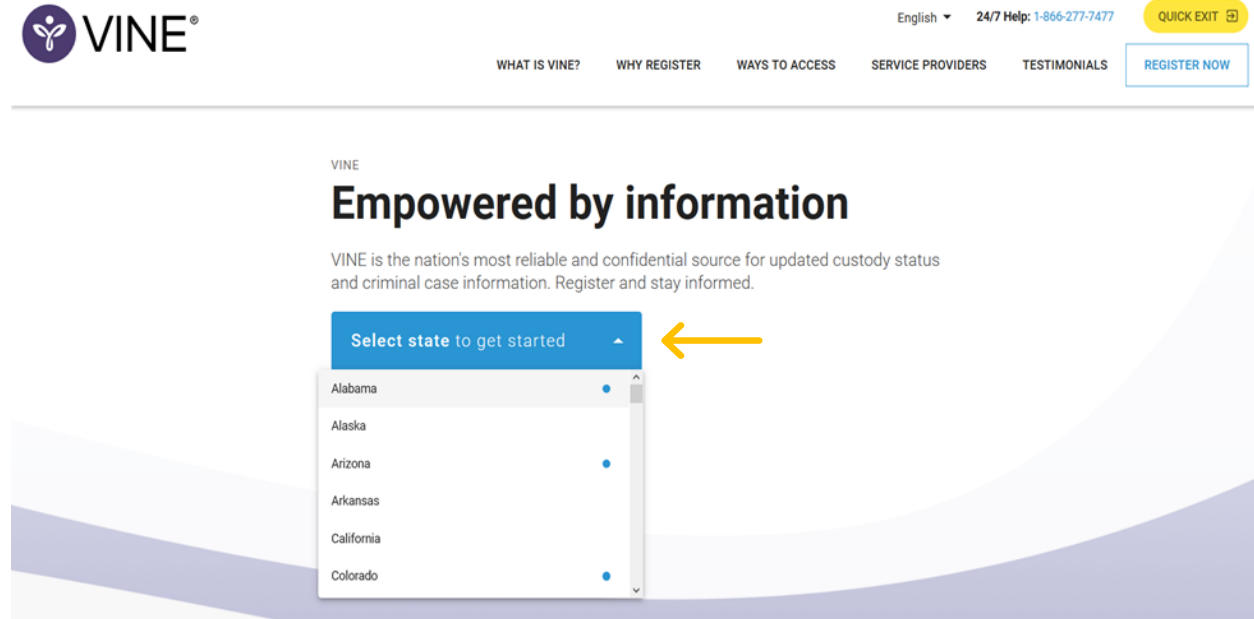 VINE®
English
24/7 Help: 1-866-277-7477
QUICK EXIT
WHAT IS VINE?
WHY REGISTER
WAYS TO ACCESS
SERVICE PROVIDERS
TESTIMONIALS
REGISTER NOW
VINE
Empowered by information
VINE is the nation's most reliable and confidential source for updated custody status
and criminal case information. Register and stay informed.
Select state to get started
Alabama
Alaska
Arizona
Arkansas
California
Colorado